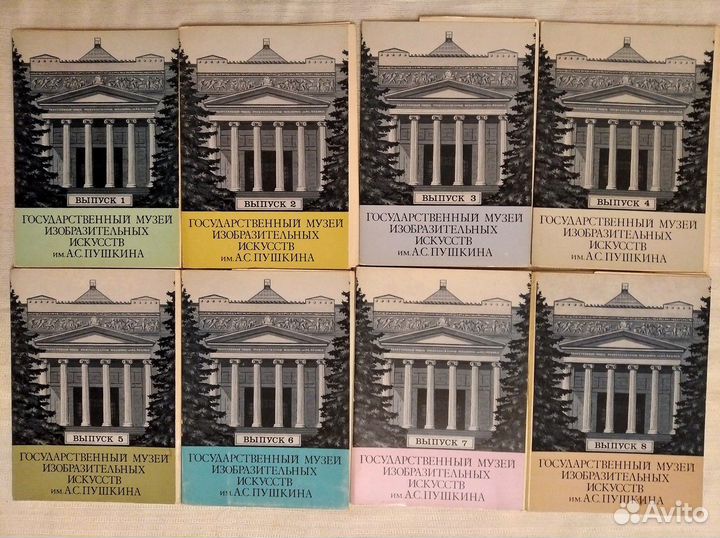 ВЫПУСК 1
ГОСУДАРСТВЕННЫЙ МУЗЕЙ
ИЗОБРАЗИТЕЛЬНЫХ
ИСКУССТВ
ИМ. А.С. ПУШКИНА
ВЫПУСК 2
ГОСУДАРСТВЕННЫЙ МУЗЕЙ
ИЗОБРАЗИТЕЛЬНЫХ
ИСКУССТВ
ИМ. А.С. ПУШКИНА
ВЫПУСК 3
ГОСУДАРСТВЕННЫЙ МУЗЕЙ
ИЗОБРАЗИТЕЛЬНЫХ
ИСКУССТВ
ИМ. А.С. ПУШКИНА
ВЫПУСК 4
ГОСУДАРСТВЕННЫЙ МУЗЕЙ
ИЗОБРАЗИТЕЛЬНЫХ
ИСКУССТВ
ИМ. А.С. ПУШКИНА
ВЫПУСК 5
ГОСУДАРСТВЕННЫЙ МУЗЕЙ
ИЗОБРАЗИТЕЛЬНЫХ
ИСКУССТВ
ИМ. А.С. ПУШКИНА
ВЫПУСК 6
ГОСУДАРСТВЕННЫЙ МУЗЕЙ
ИЗОБРАЗИТЕЛЬНЫХ
ИСКУССТВ
ИМ. А.С. ПУШКИНА
ВЫПУСК 7
ГОСУДАРСТВЕННЫЙ МУЗЕЙ
ИЗОБРАЗИТЕЛЬНЫХ
ИСКУССТВ
ИМ. А.С. ПУШКИНА
ВЫПУСК 8
ГОСУДАРСТВЕННЫЙ МУЗЕЙ
ИЗОБРАЗИТЕЛЬНЫХ
ИСКУССТВ
ИМ. А.С. ПУШКИНА
Avito